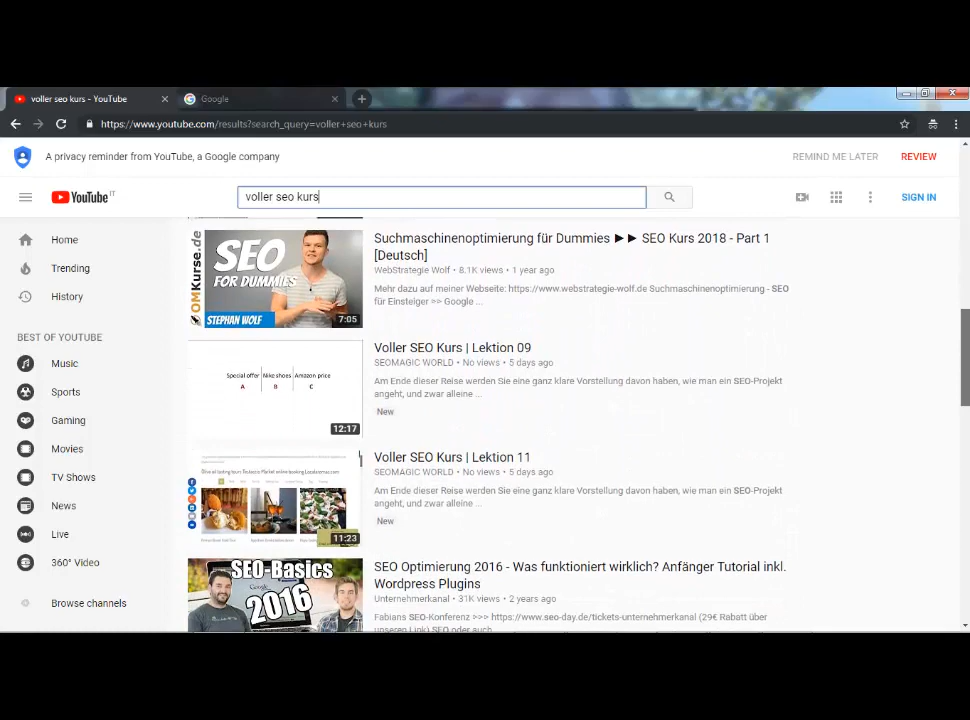 voller seo kurs - YouTube
Google
https://www.youtube.com/results?search_query=voller+seo+kurs
A privacy reminder from YouTube, a Google company
REMIND ME LATER
REVIEW
YouTube IT
voller seo kurs
SIGN IN
Home
Trending
History
BEST OF YOUTUBE
Music
Sports
Gaming
Movies
TV Shows
News
Live
360° Video
Browse channels
OMKurse.de
SEO
FOR DUMMIES
STEPHAN WOLF
7:05
Suchmaschinenoptimierung für Dummies ►► SEO Kurs 2018 - Part 1
[Deutsch]
WebStrategie Wolf • 8.1K views • 1 year ago
Mehr dazu auf meiner Webseite: https://www.webstrategie-wolf.de Suchmaschinenoptimierung - SEO
für Einsteiger >> Google ...
Special offer Nike shoes Amazon price
A B C
12:17
Voller SEO Kurs | Lektion 09
SEOMAGIC WORLD • No views • 5 days ago
Am Ende dieser Reise werden Sie eine ganz klare Vorstellung davon haben, wie man ein SEO-Projekt
angeht, und zwar alleine ...
New
11:23
Voller SEO Kurs | Lektion 11
SEOMAGIC WORLD • No views • 5 days ago
Am Ende dieser Reise werden Sie eine ganz klare Vorstellung davon haben, wie man ein SEO-Projekt
angeht, und zwar alleine ...
New
SEO-Basics
Google
2016
SEO Optimierung 2016 - Was funktioniert wirklich? Anfänger Tutorial inkl.
Wordpress Plugins
Unternehmerkanal • 31K views • 2 years ago
Fabians SEO-Konferenz >>> https://www.seo-day.de/tickets-unternehmerkanal (29€ Rabatt über
unseren Link) SEO oder auch